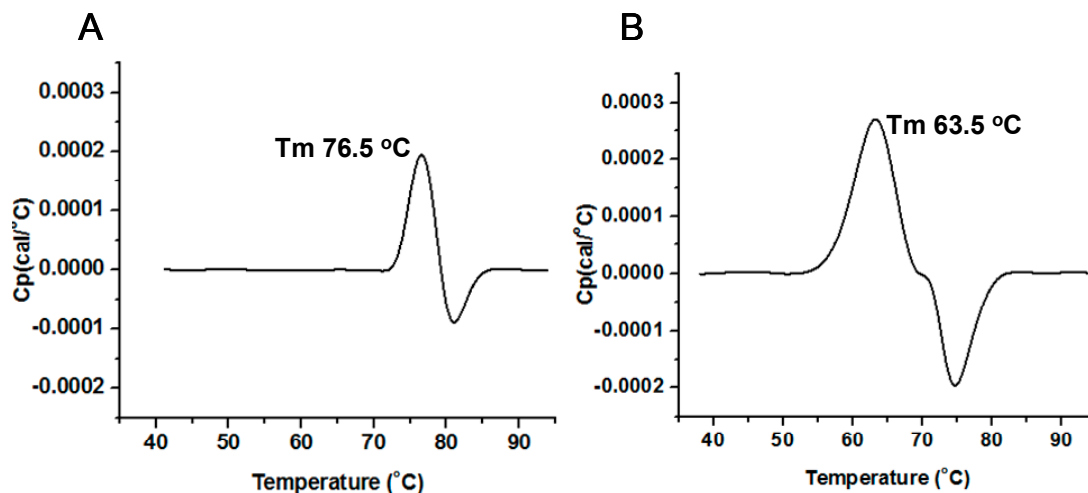 A
0.0003
0.0002
0.0001
0.0000
-0.0001
-0.0002
Cp(cal/°C)
Tm 76.5 °C
40 50 60 70 80 90
Temperature (°C)
B
0.0003
0.0002
0.0001
0.0000
-0.0001
-0.0002
Cp(cal/°C)
Tm 63.5 °C
40 50 60 70 80 90
Temperature (°C)